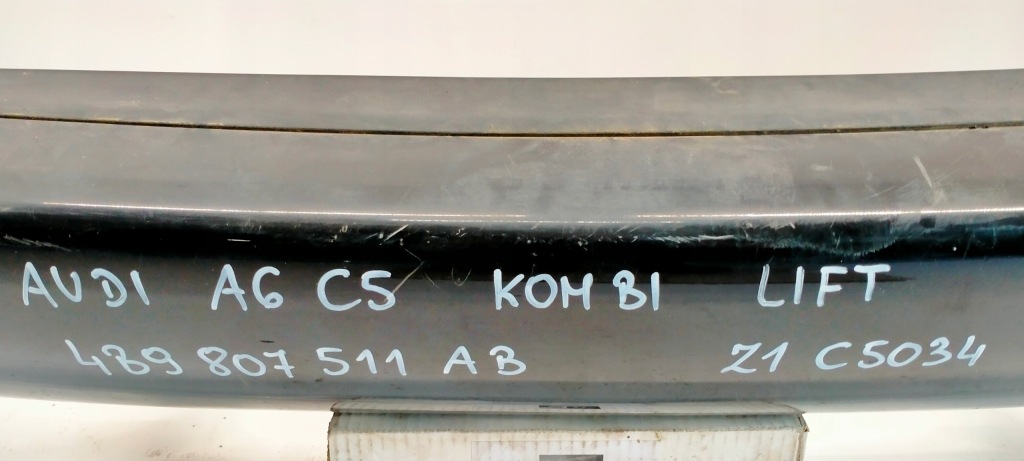 AUDI A6 C5 KOMBI LIFT
4B9 807 511 AB Z1 C5034